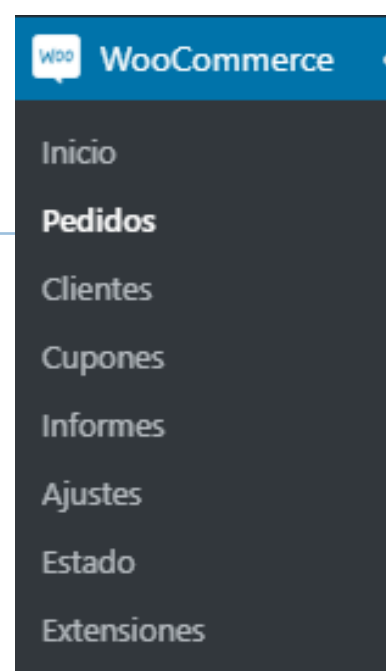 Woo WooCommerce
Inicio
Pedidos
Clientes
Cupones
Informes
Ajustes
Estado
Extensiones